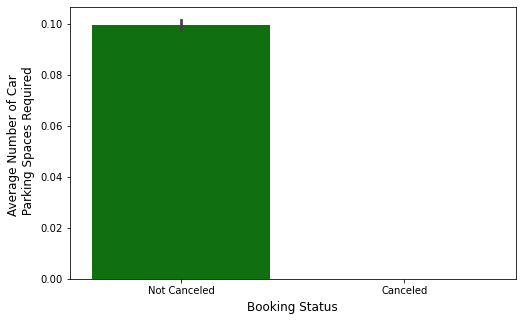 Average Number of Car
Parking Spaces Required
0.10
0.08
0.06
0.04
0.02
0.00
Not Canceled
Canceled
Booking Status